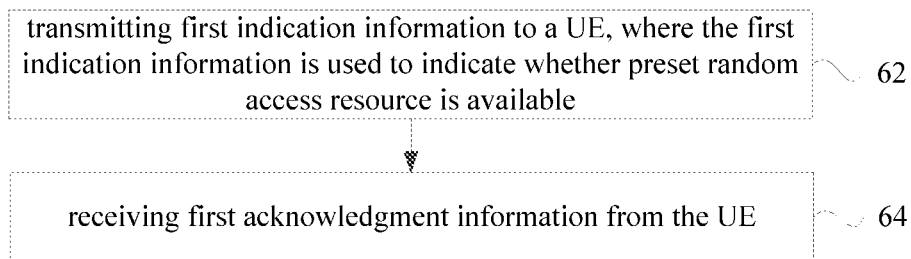 transmitting first indication information to a UE, where the first
indication information is used to indicate whether preset random
access resource is available
62
receiving first acknowledgment information from the UE
64